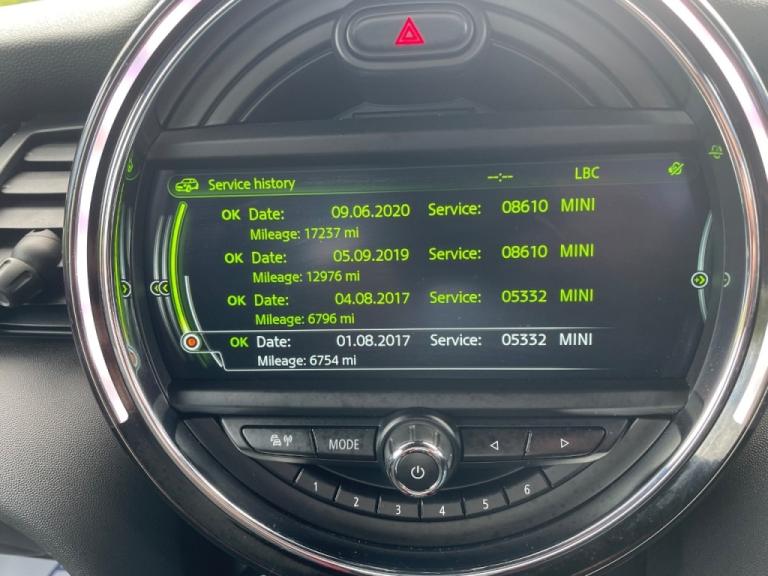 Service history --:-- LBC
OK Date: 09.06.2020 Service: 08610 MINI
Mileage: 17237 mi
OK Date: 05.09.2019 Service: 08610 MINI
Mileage: 12976 mi
OK Date: 04.08.2017 Service: 05332 MINI
Mileage: 6796 mi
OK Date: 01.08.2017 Service: 05332 MINI
Mileage: 6754 mi
MODE
1 2 3 4 5 6